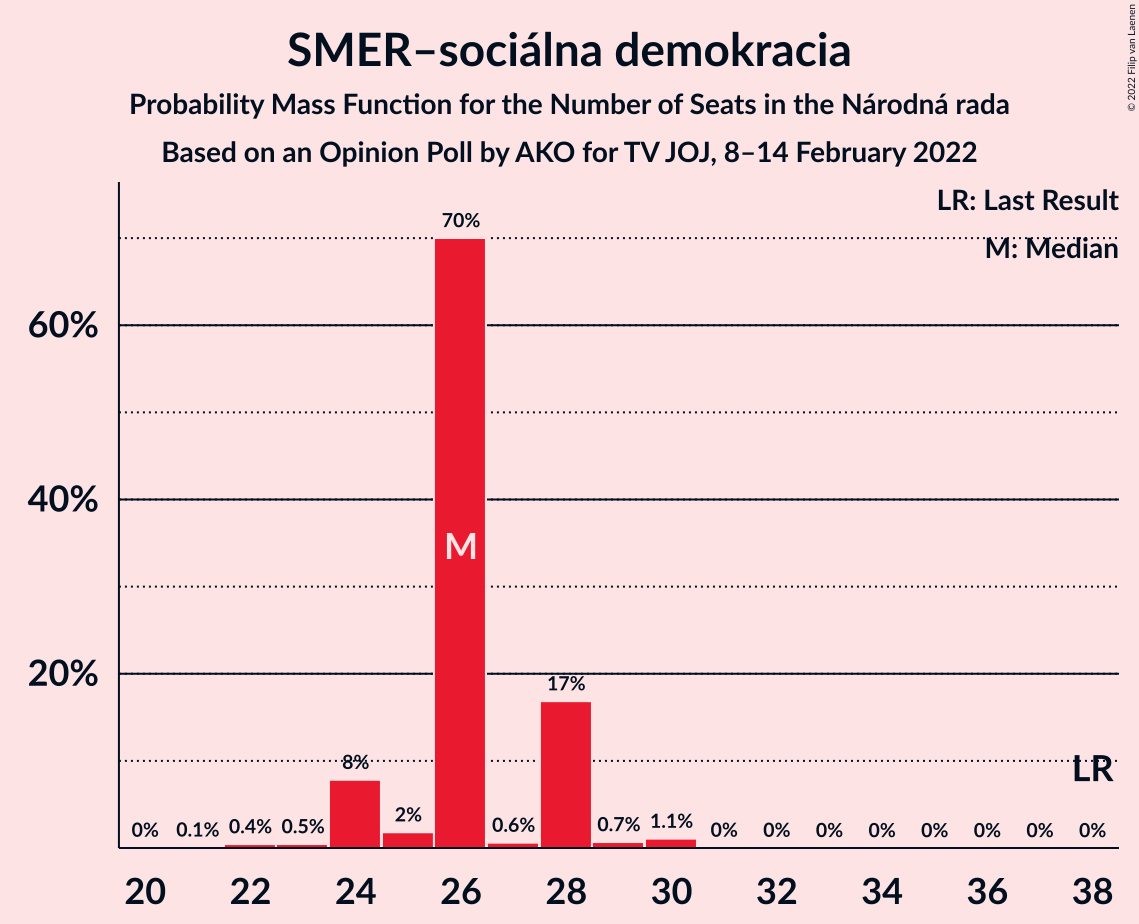 SMER–sociálna demokracia
Probability Mass Function for the Number of Seats in the Národná rada
Based on an Opinion Poll by AKO for TV JOJ, 8–14 February 2022
© 2022 Filip van Laenen
LR: Last Result
M: Median
60%
40%
20%
0%
0.1%
0.4%
0.5%
8%
2%
70%
M
0.6%
17%
0.7%
1.1%
0%
0%
0%
0%
0%
0%
0%
0%
LR
20 22 24 26 28 30 32 34 36 38